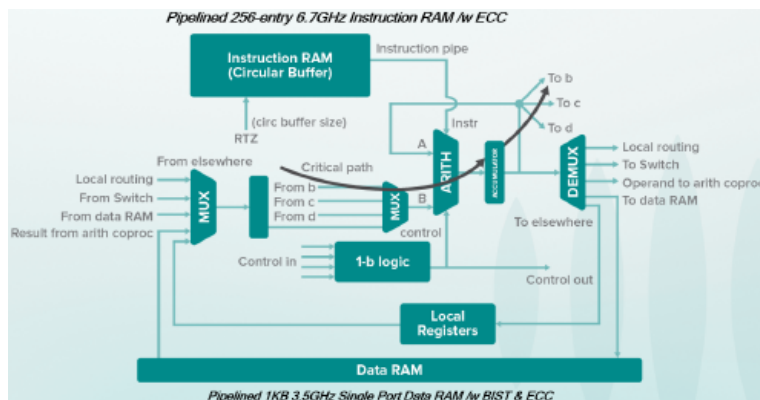 Pipelined 256-entry 6.7GHz Instruction RAM /w ECC
Instruction RAM
(Circular Buffer)
Instruction pipe
(circ buffer size)
RTZ
Instr
To b
To c
To d
A
From elsewhere
Critical path
Local routing
From Switch
From data RAM
Result from arith coproc
MUX
From b
From c
From d
MUX
B
ARITH
ACCUMULATOR
DEMUX
Local routing
To Switch
Operand to arith coproc
To data RAM
To elsewhere
control
Control in
1-b logic
Control out
Local
Registers
Data RAM
Pipelined 1KB 3.5GHz Single Port Data RAM /w BIST & ECC